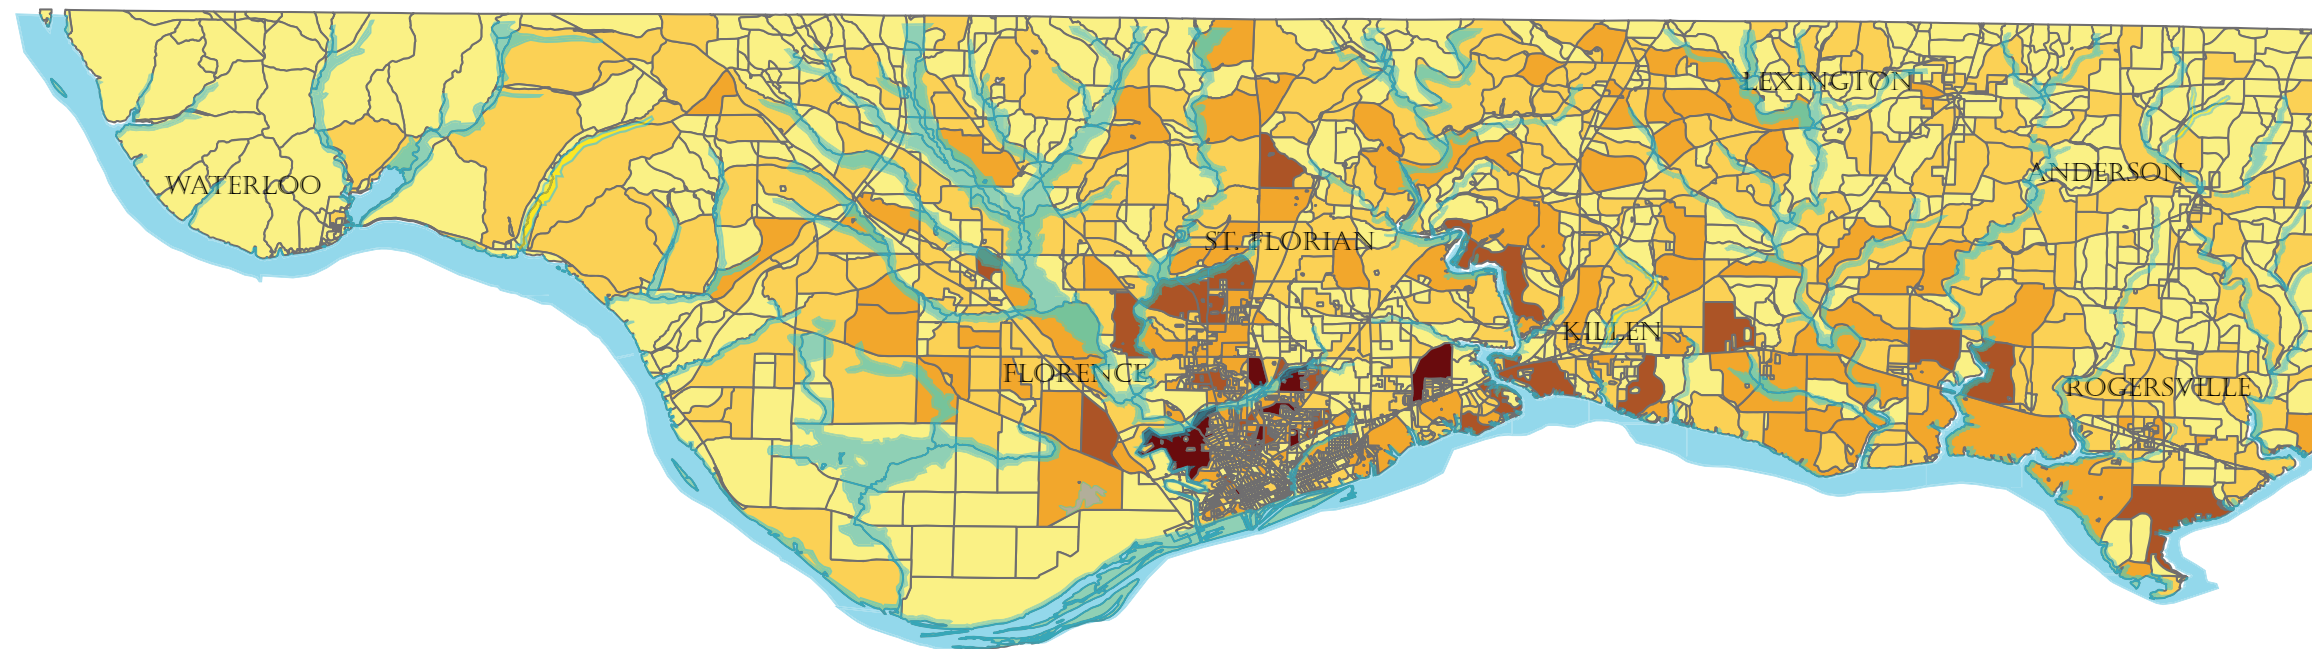 LEXINGTON
ANDERSON
WATERLOO
ST. FLORIAN
KILLEN
FLORENCE
ROGERSVILLE